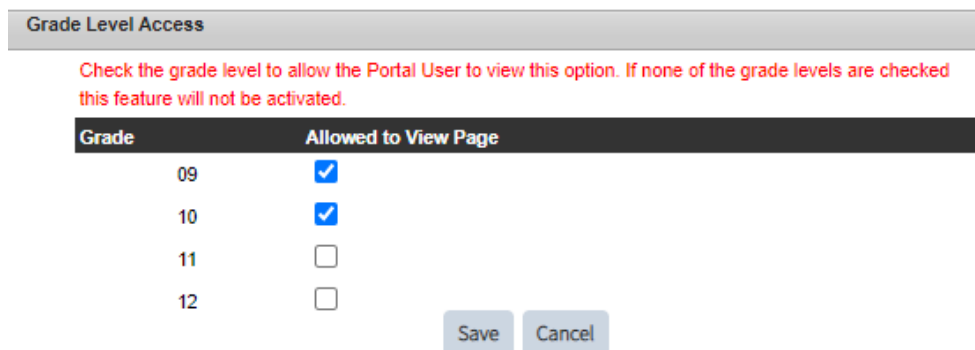 Grade Level Access
Check the grade level to allow the Portal User to view this option. If none of the grade levels are checked
this feature will not be activated.
Grade Allowed to View Page
09
10
11
12
Save Cancel